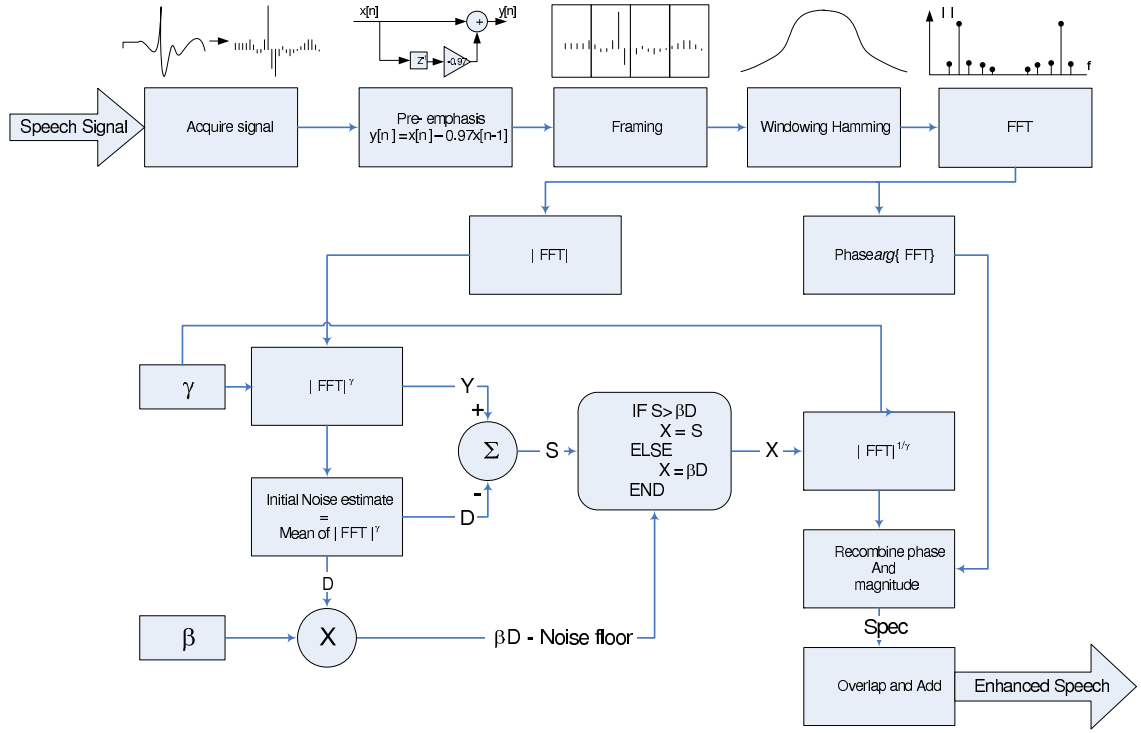 x[n]
y[n]
+
Z⁻¹
-0.97
| |
f
Speech Signal
Acquire signal
Pre- emphasis
y[n] =x[n]– 0.97x[n-1]
Framing
Windowing Hamming
FFT
| FFT|
Phase arg{ FFT}
γ
| FFT| ᵞ
Y
+
Σ
S
-
D
IF S> βD
X = S
ELSE
X = βD
END
X
| FFT|^1/γ
Initial Noise estimate
=
Mean of | FFT |ᵞ
D
β
X
βD - Noise floor
Recombine phase
And
magnitude
Spec
Overlap and Add
Enhanced Speech